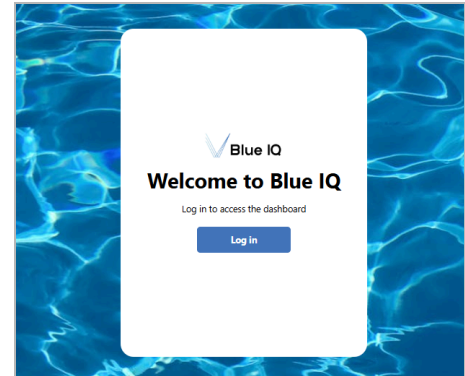 Blue IQ
Welcome to Blue IQ
Log in to access the dashboard
Log in